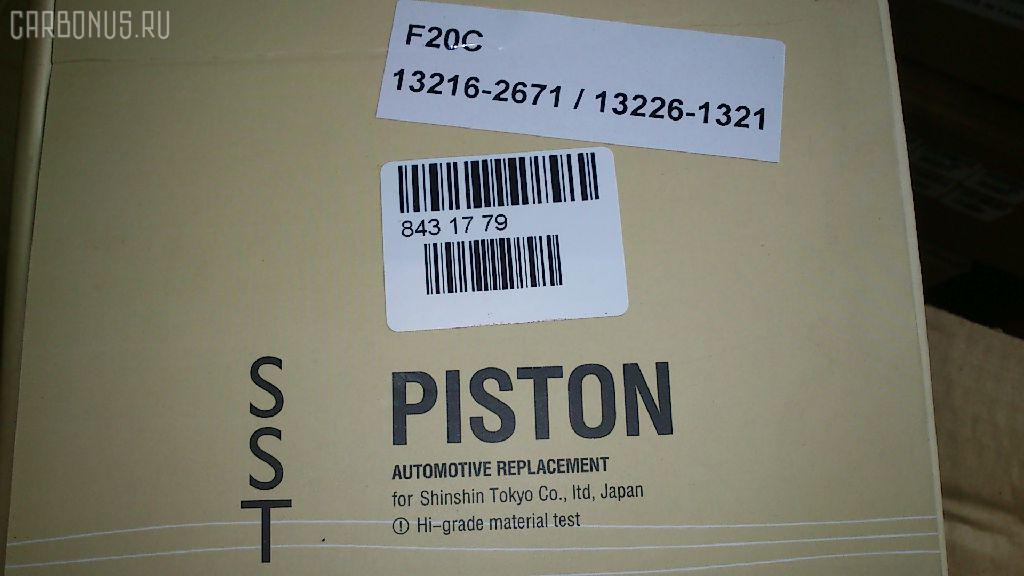 CARBONUS.RU
F20C
13216-2671 / 13226-1321
843 17 79
SST
PISTON
AUTOMOTIVE REPLACEMENT
for Shinshin Tokyo Co., ltd, Japan
! Hi-grade material test